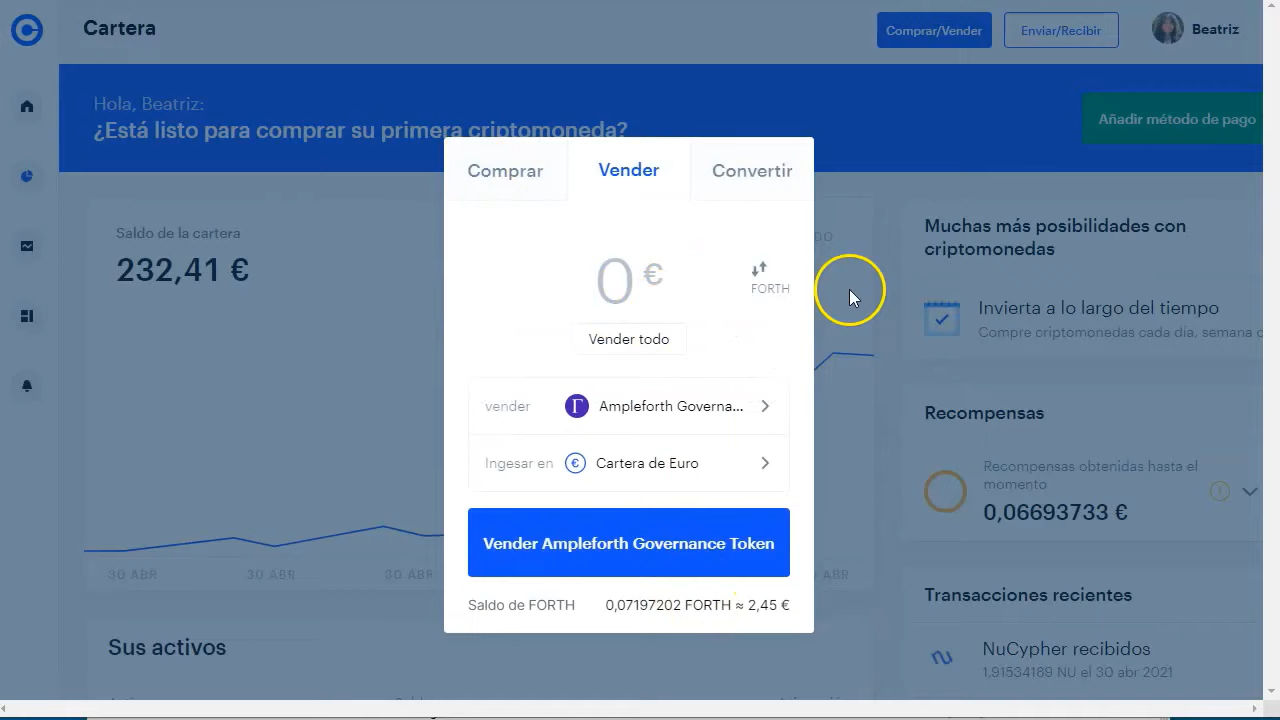 Cartera
Comprar/Vender
Enviar/Recibir
Beatriz
Hola, Beatriz:
¿Está listo para comprar su primera criptomoneda?
Añadir método de pago
Comprar
Vender
Convertir
Saldo de la cartera
232,41 €
0 €
FORTH
Vender todo
vender
Ampleforth Governa...
Ingesar en
Cartera de Euro
Vender Ampleforth Governance Token
Saldo de FORTH
0,07197202 FORTH ≈ 2,45 €
30 ABR
30 ABR
30 ABR
ABR
Muchas más posibilidades con
criptomonedas
Invierta a lo largo del tiempo
Compre criptomonedas cada día, semana o
Recompensas
Recompensas obtenidas hasta el
momento
0,06693733 €
Transacciones recientes
NuCypher recibidos
1,91534189 NU el 30 abr 2021
Sus activos